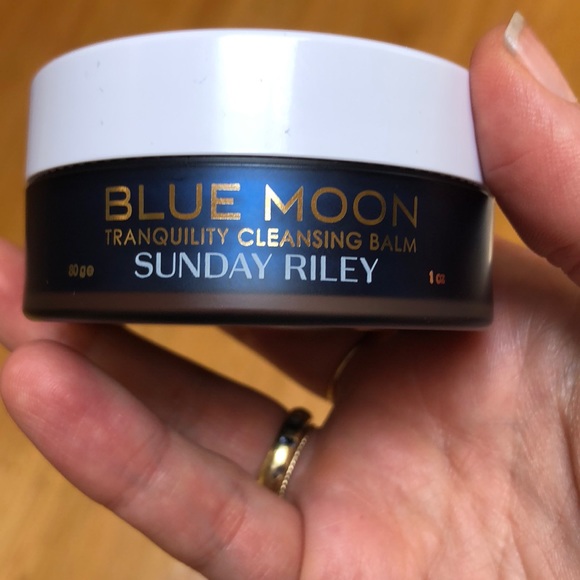 BLUE MOON
TRANQUILITY CLEANSING BALM
SUNDAY RILEY